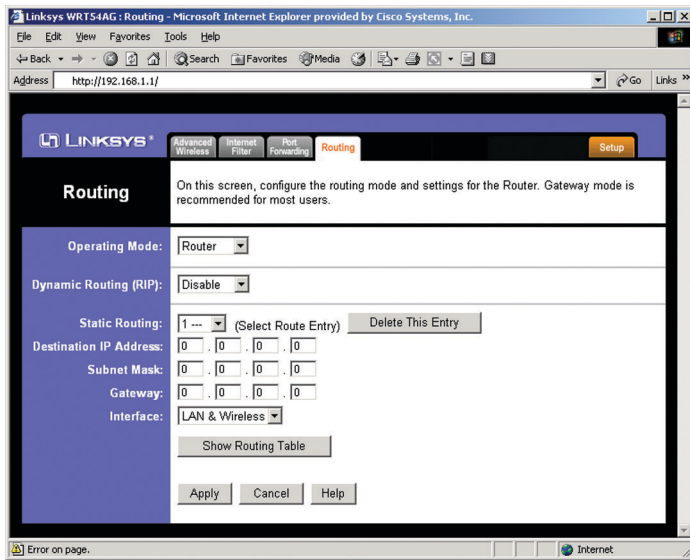 Linksys WRT54AG : Routing - Microsoft Internet Explorer provided by Cisco Systems, Inc.
File Edit View Favorites Tools Help
Back Search Favorites Media
Address http://192.168.1.1/ Go Links »
LINKSYS®
Advanced Wireless
Internet Filter
Port Forwarding
Routing
Setup
Routing
On this screen, configure the routing mode and settings for the Router. Gateway mode is
recommended for most users.
Operating Mode: Router
Dynamic Routing (RIP): Disable
Static Routing: 1 --- (Select Route Entry) Delete This Entry
Destination IP Address: 0 . 0 . 0 . 0
Subnet Mask: 0 . 0 . 0 . 0
Gateway: 0 . 0 . 0 . 0
Interface: LAN & Wireless
Show Routing Table
Apply Cancel Help
Error on page. Internet